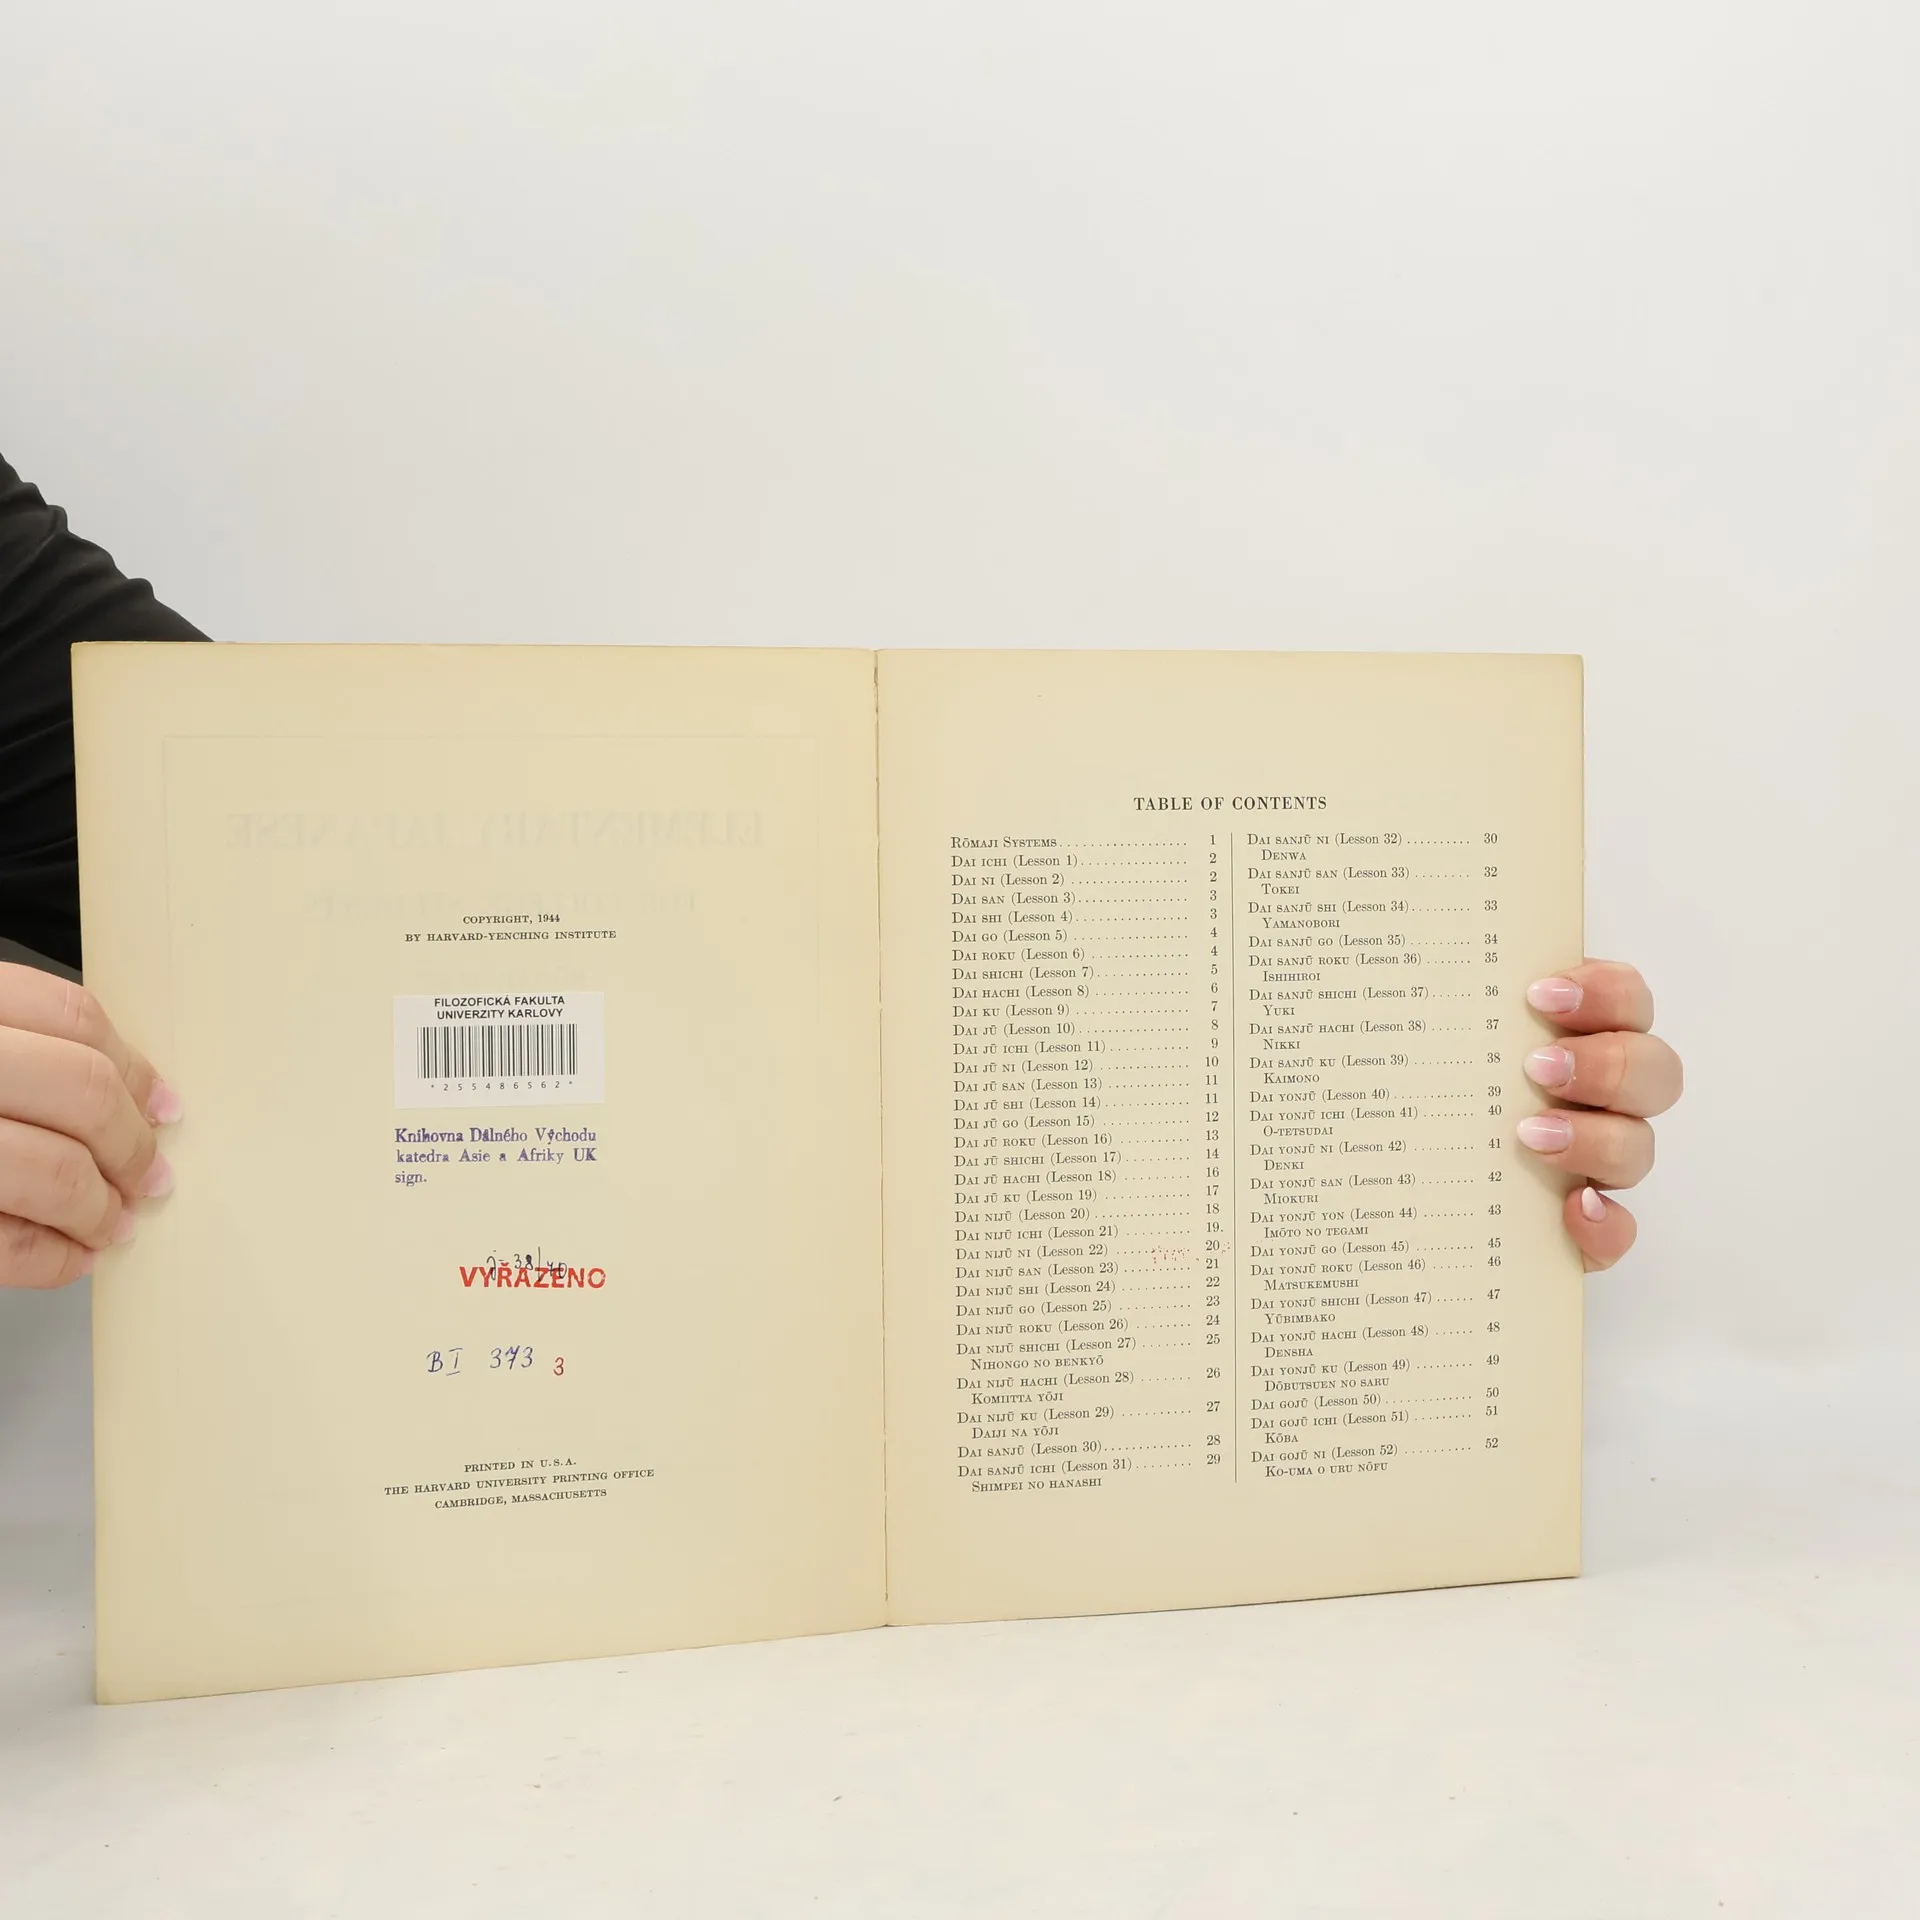 COPYRIGHT, 1944
BY HARVARD-YENCHING INSTITUTE
FILOZOFICKÁ FAKULTA
UNIVERZITY KARLOVY
*2554865 62*
Knihovna Dálného Východu
katedra Asie a Afriky UK
sign.
j-38/40
VYŘAZENO
BI 373 3
PRINTED IN U.S.A.
THE HARVARD UNIVERSITY PRINTING OFFICE
CAMBRIDGE, MASSACHUSETTS
TABLE OF CONTENTS
RŌMAJI SYSTEMS. . . . . . . . . . . . . . . . . . 1
DAI ICHI (Lesson 1). . . . . . . . . . . . . . . 2
DAI NI (Lesson 2) . . . . . . . . . . . . . . . . 2
DAI SAN (Lesson 3). . . . . . . . . . . . . . . . 3
DAI SHI (Lesson 4). . . . . . . . . . . . . . . . 3
DAI GO (Lesson 5) . . . . . . . . . . . . . . . . 4
DAI ROKU (Lesson 6) . . . . . . . . . . . . . . 4
DAI SHICHI (Lesson 7). . . . . . . . . . . . . 5
DAI HACHI (Lesson 8) . . . . . . . . . . . . . 6
DAI KU (Lesson 9) . . . . . . . . . . . . . . . . 7
DAI JŪ (Lesson 10). . . . . . . . . . . . . . . . 8
DAI JŪ ICHI (Lesson 11) . . . . . . . . . . . 9
DAI JŪ NI (Lesson 12) . . . . . . . . . . . . . 10
DAI JŪ SAN (Lesson 13) . . . . . . . . . . . . 11
DAI JŪ SHI (Lesson 14). . . . . . . . . . . . 11
DAI JŪ GO (Lesson 15) . . . . . . . . . . . . . 12
DAI JŪ ROKU (Lesson 16) . . . . . . . . . . 13
DAI JŪ SHICHI (Lesson 17) . . . . . . . . . 14
DAI JŪ HACHI (Lesson 18) . . . . . . . . . 16
DAI JŪ KU (Lesson 19) . . . . . . . . . . . . 17
DAI NIJŪ (Lesson 20) . . . . . . . . . . . . . . 18
DAI NIJŪ ICHI (Lesson 21) . . . . . . . . . 19
DAI NIJŪ NI (Lesson 22) . . . . . . . . . . . 20
DAI NIJŪ SAN (Lesson 23) . . . . . . . . . . 21
DAI NIJŪ SHI (Lesson 24) . . . . . . . . . . 22
DAI NIJŪ GO (Lesson 25) . . . . . . . . . . 23
DAI NIJŪ ROKU (Lesson 26) . . . . . . . . 24
DAI NIJŪ SHICHI (Lesson 27) . . . . . . . 25
NIHONGO NO BENKYŌ
DAI NIJŪ HACHI (Lesson 28) . . . . . . . 26
KOMIITTA YŌJI
DAI NIJŪ KU (Lesson 29) . . . . . . . . . . 27
DAIJI NA YŌJI
DAI SANJŪ (Lesson 30). . . . . . . . . . . . . 28
DAI SANJŪ ICHI (Lesson 31). . . . . . . . 29
SHIMPEI NO HANASHI
DAI SANJŪ NI (Lesson 32) . . . . . . . . . 30
DENWA
DAI SANJŪ SAN (Lesson 33) . . . . . . . . 32
TOKEI
DAI SANJŪ SHI (Lesson 34). . . . . . . . . 33
YAMANOBORI
DAI SANJŪ GO (Lesson 35) . . . . . . . . . 34
DAI SANJŪ ROKU (Lesson 36) . . . . . . 35
ISHIHIROI
DAI SANJŪ SHICHI (Lesson 37) . . . . . . 36
YUKI
DAI SANJŪ HACHI (Lesson 38) . . . . . . 37
NIKKI
DAI SANJŪ KU (Lesson 39) . . . . . . . . . 38
KAIMONO
DAI YONJŪ (Lesson 40) . . . . . . . . . . . . 39
DAI YONJŪ ICHI (Lesson 41) . . . . . . . . 40
O-TETSUDAI
DAI YONJŪ NI (Lesson 42) . . . . . . . . . 41
DENKI
DAI YONJŪ SAN (Lesson 43) . . . . . . . . 42
MIOKURI
DAI YONJŪ YON (Lesson 44) . . . . . . . . 43
IMŌTO NO TEGAMI
DAI YONJŪ GO (Lesson 45) . . . . . . . . . 45
DAI YONJŪ ROKU (Lesson 46) . . . . . . 46
MATSUKEMUSHI
DAI YONJŪ SHICHI (Lesson 47) . . . . . . 47
YŪBIMBAKO
DAI YONJŪ HACHI (Lesson 48) . . . . . . 48
DENSHA
DAI YONJŪ KU (Lesson 49) . . . . . . . . . 49
DŌBUTSUEN NO SARU
DAI GOJŪ (Lesson 50) . . . . . . . . . . . . . 50
DAI GOJŪ ICHI (Lesson 51) . . . . . . . . . 51
KŌBA
DAI GOJŪ NI (Lesson 52) . . . . . . . . . . 52
KO-UMA O URU NŌFU